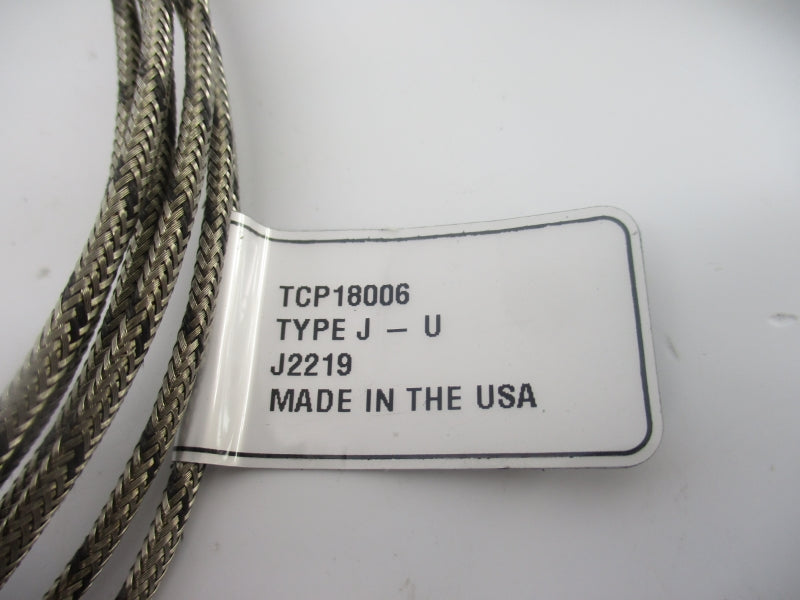 TCP18006
TYPE J – U
J2219
MADE IN THE USA